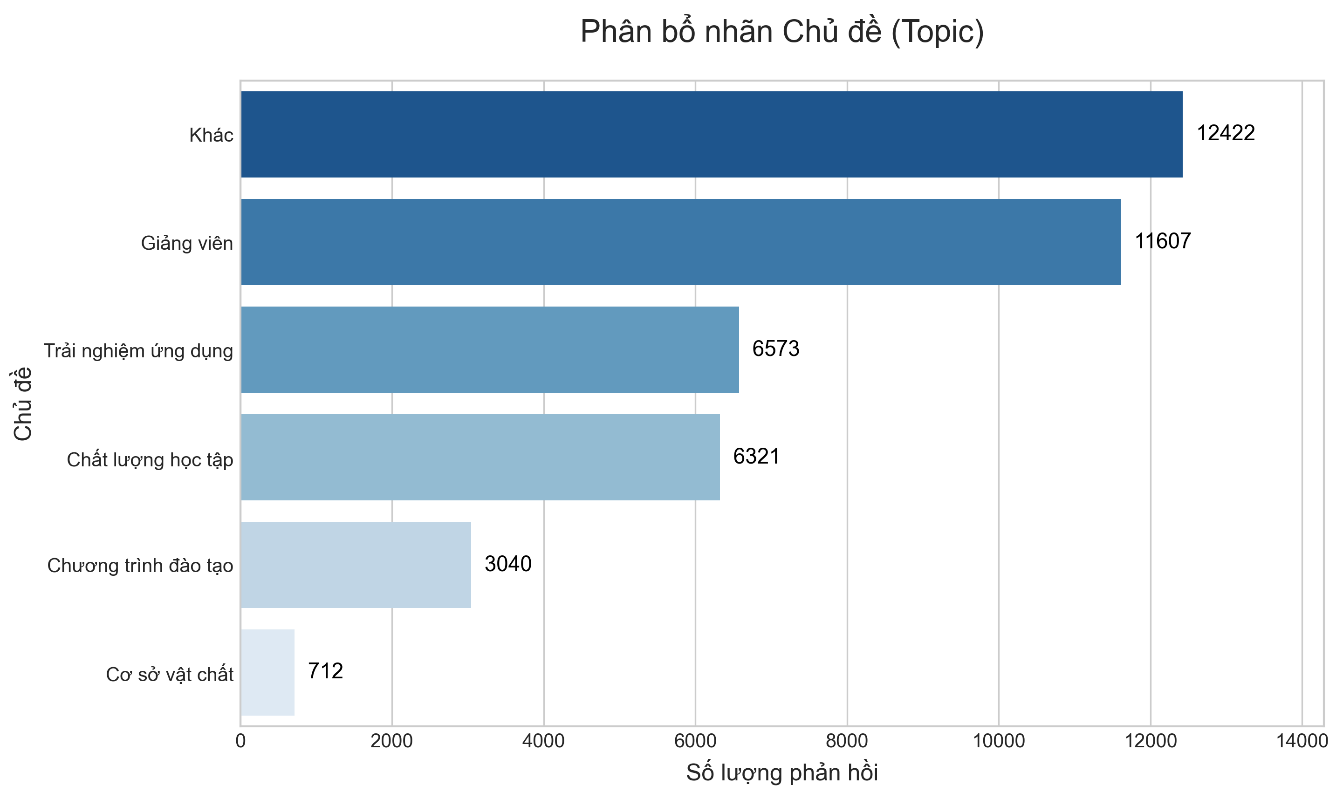 Phân bổ nhãn Chủ đề (Topic)
Chủ đề
Khác
12422
Giảng viên
11607
Trải nghiệm ứng dụng
6573
Chất lượng học tập
6321
Chương trình đào tạo
3040
Cơ sở vật chất
712
0 2000 4000 6000 8000 10000 12000 14000
Số lượng phản hồi